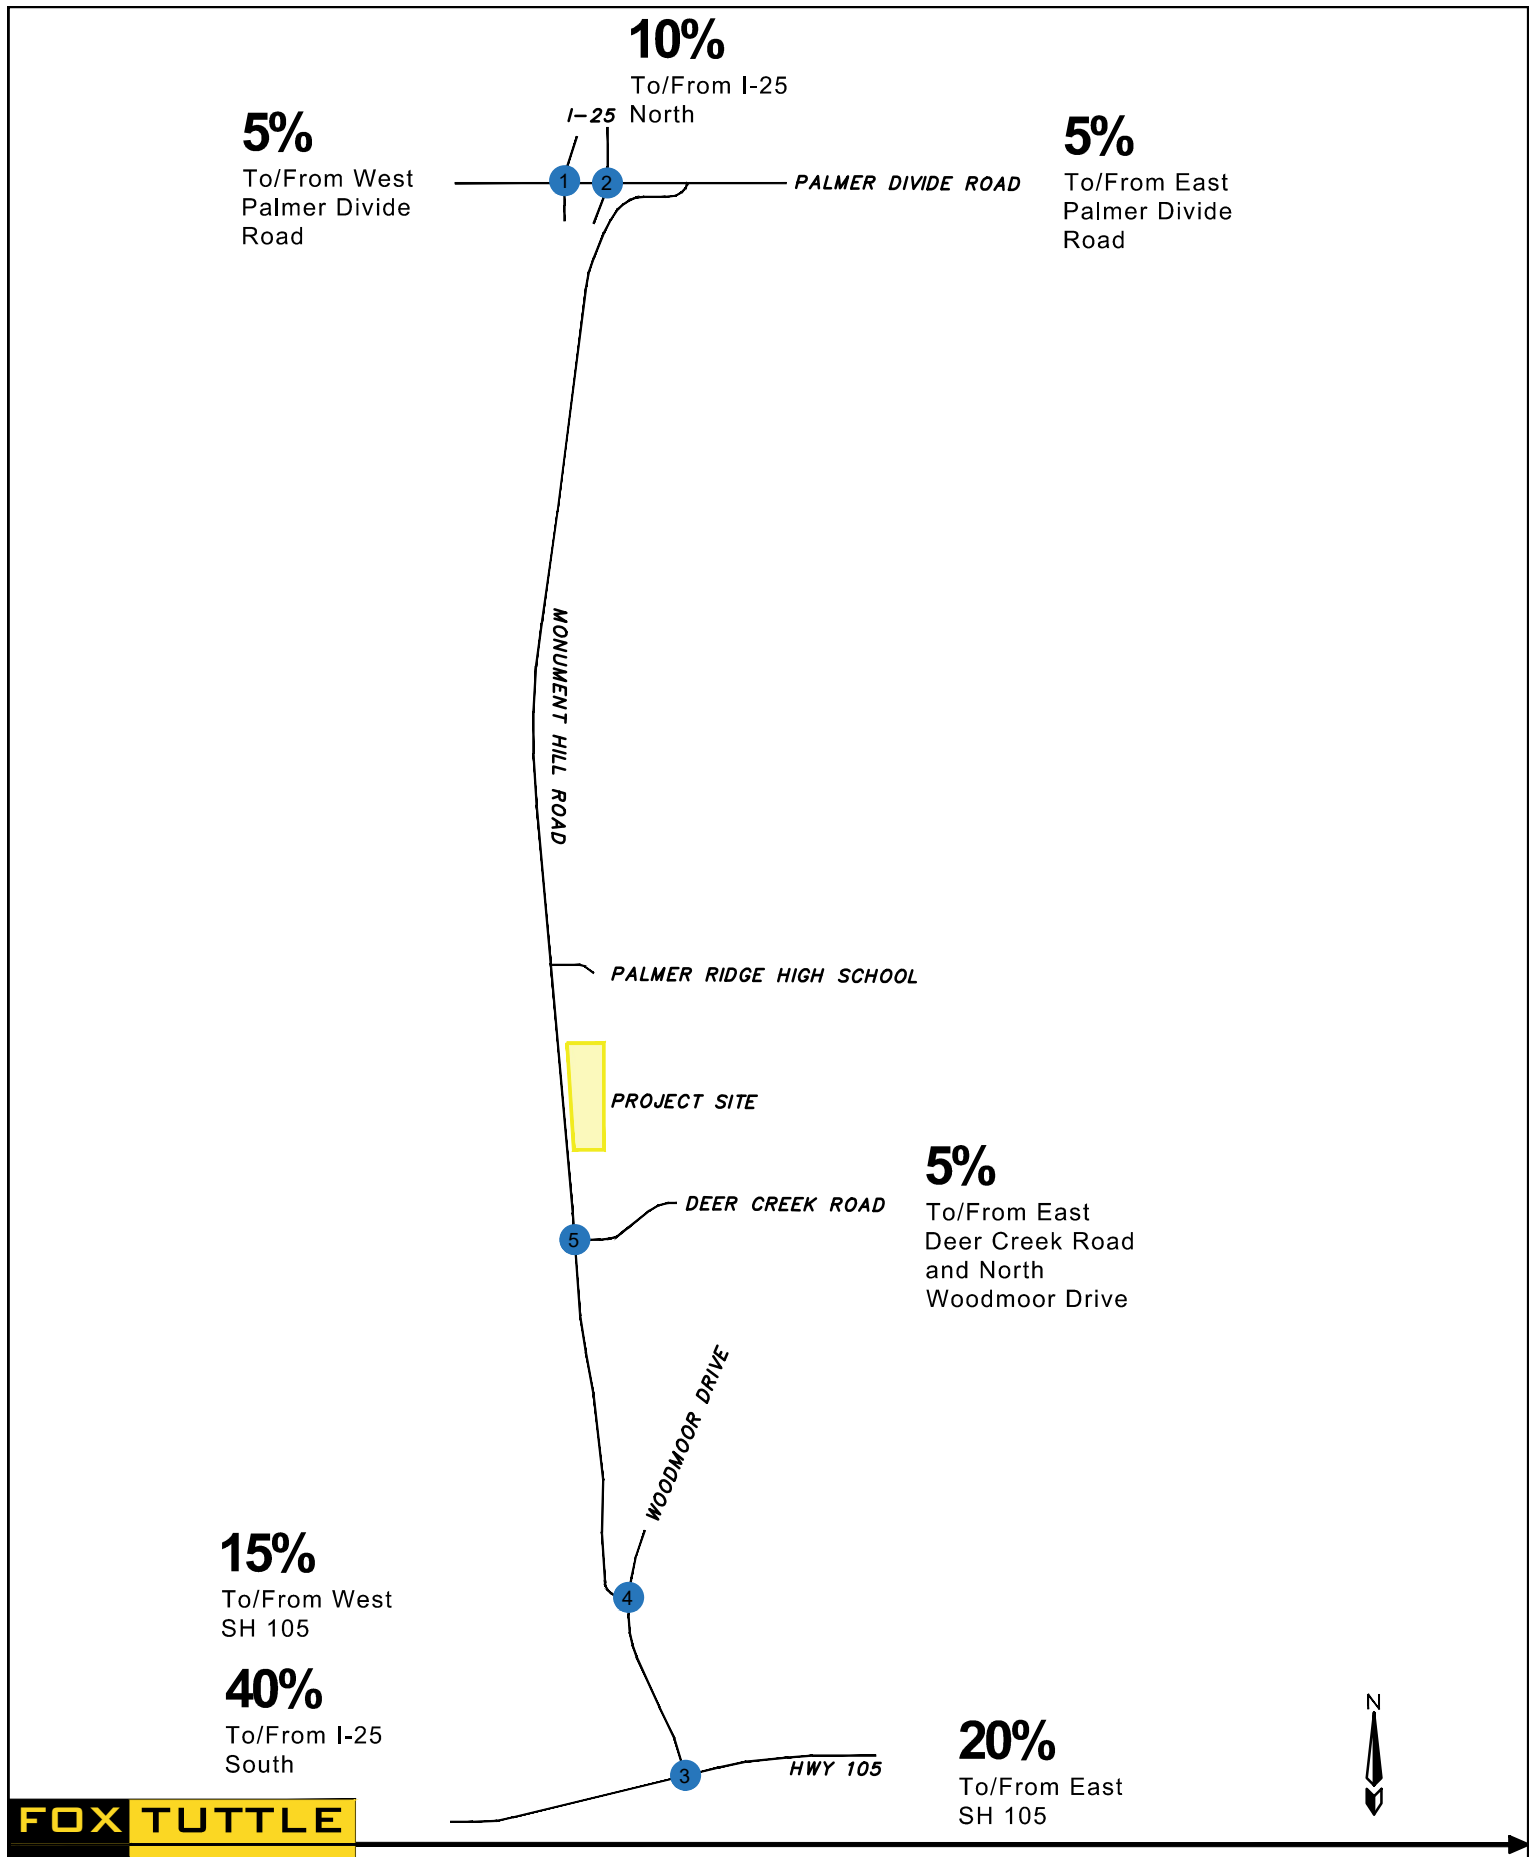 10%
To/From I-25
North
I-25
5%
To/From West
Palmer Divide
Road
5%
To/From East
Palmer Divide
Road
1
2
PALMER DIVIDE ROAD
MONUMENT HILL ROAD
PALMER RIDGE HIGH SCHOOL
PROJECT SITE
5%
To/From East
Deer Creek Road
and North
Woodmoor Drive
DEER CREEK ROAD
5
WOODMOOR DRIVE
15%
To/From West
SH 105
4
40%
To/From I-25
South
3
HWY 105
20%
To/From East
SH 105
N
FOX TUTTLE